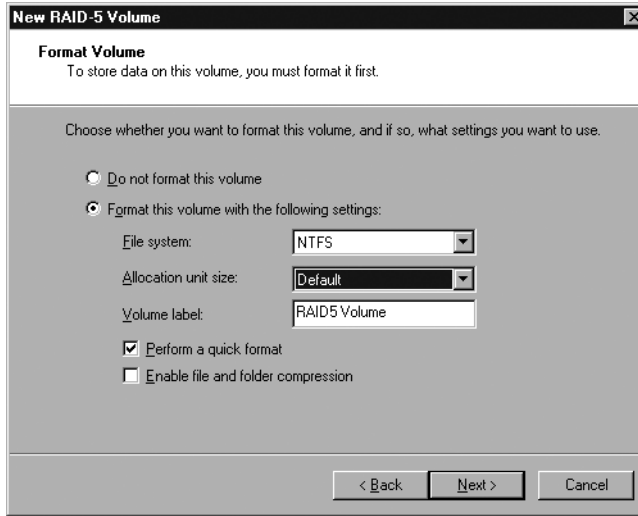 New RAID-5 Volume
Format Volume
To store data on this volume, you must format it first.
Choose whether you want to format this volume, and if so, what settings you want to use.
Do not format this volume
Format this volume with the following settings:
File system: NTFS
Allocation unit size: Default
Volume label: RAID5 Volume
Perform a quick format
Enable file and folder compression
< Back Next > Cancel